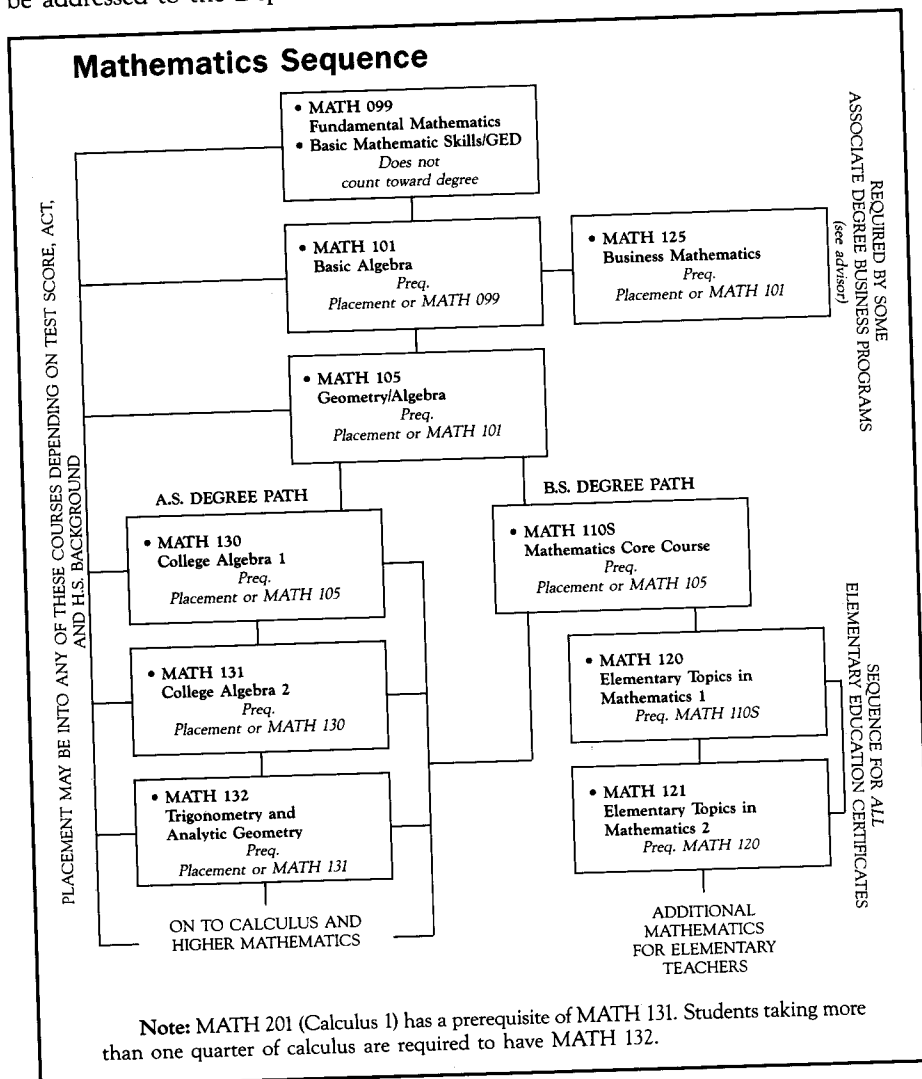 be addressed to the Dep
Mathematics Sequence
• MATH 099
Fundamental Mathematics
• Basic Mathematic Skills/GED
Does not
count toward degree
• MATH 101
Basic Algebra
Preq.
Placement or MATH 099
• MATH 125
Business Mathematics
Preq.
Placement or MATH 101
REQUIRED BY SOME
ASSOCIATE DEGREE BUSINESS PROGRAMS
(see advisor)
• MATH 105
Geometry/Algebra
Preq.
Placement or MATH 101
PLACEMENT MAY BE INTO ANY OF THESE COURSES DEPENDING ON TEST SCORE, ACT,
AND H.S. BACKGROUND
A.S. DEGREE PATH
• MATH 130
College Algebra 1
Preq.
Placement or MATH 105
• MATH 131
College Algebra 2
Preq.
Placement or MATH 130
• MATH 132
Trigonometry and
Analytic Geometry
Preq.
Placement or MATH 131
ON TO CALCULUS AND
HIGHER MATHEMATICS
B.S. DEGREE PATH
• MATH 110S
Mathematics Core Course
Preq.
Placement or MATH 105
• MATH 120
Elementary Topics in
Mathematics 1
Preq. MATH 110S
• MATH 121
Elementary Topics in
Mathematics 2
Preq. MATH 120
SEQUENCE FOR ALL
ELEMENTARY EDUCATION CERTIFICATES
ADDITIONAL
MATHEMATICS
FOR ELEMENTARY
TEACHERS
Note: MATH 201 (Calculus 1) has a prerequisite of MATH 131. Students taking more
than one quarter of calculus are required to have MATH 132.